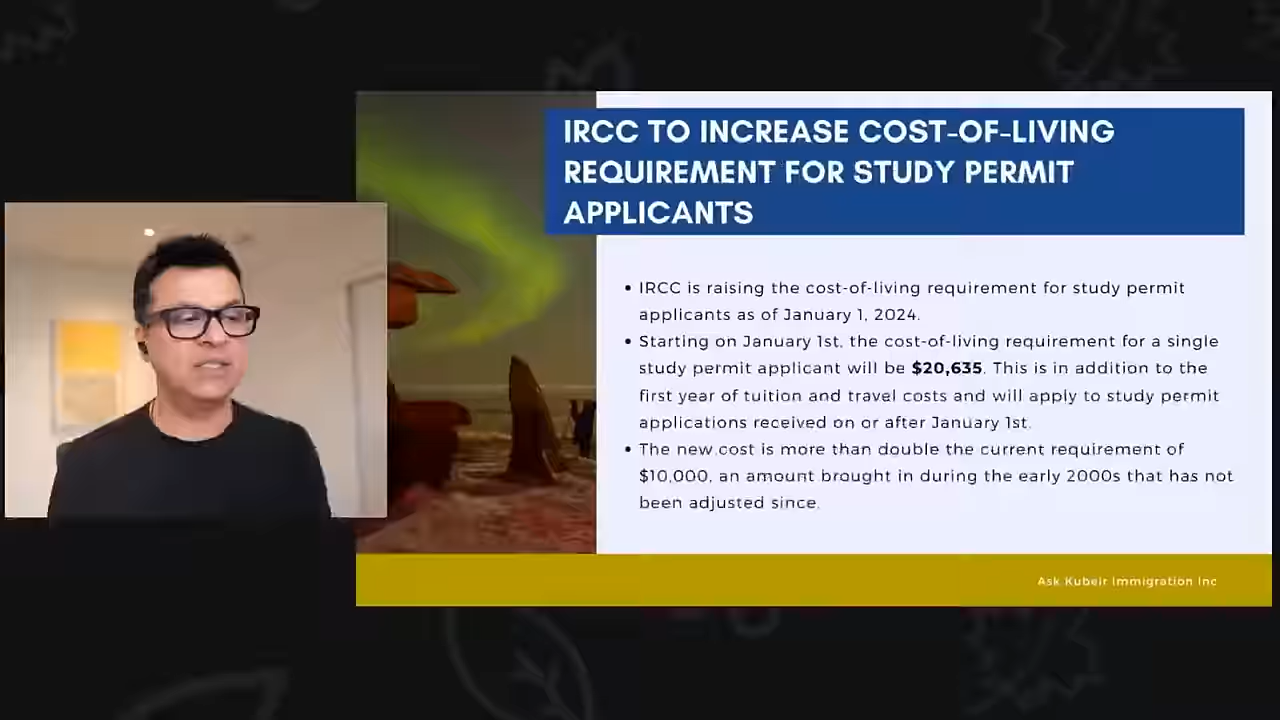 IRCC TO INCREASE COST-OF-LIVING
REQUIREMENT FOR STUDY PERMIT
APPLICANTS
• IRCC is raising the cost-of-living requirement for study permit
applicants as of January 1, 2024.
• Starting on January 1st, the cost-of-living requirement for a single
study permit applicant will be $20,635. This is in addition to the
first year of tuition and travel costs and will apply to study permit
applications received on or after January 1st.
• The new cost is more than double the current requirement of
$10,000, an amount brought in during the early 2000s that has not
been adjusted since.
Ask Kubeir Immigration Inc